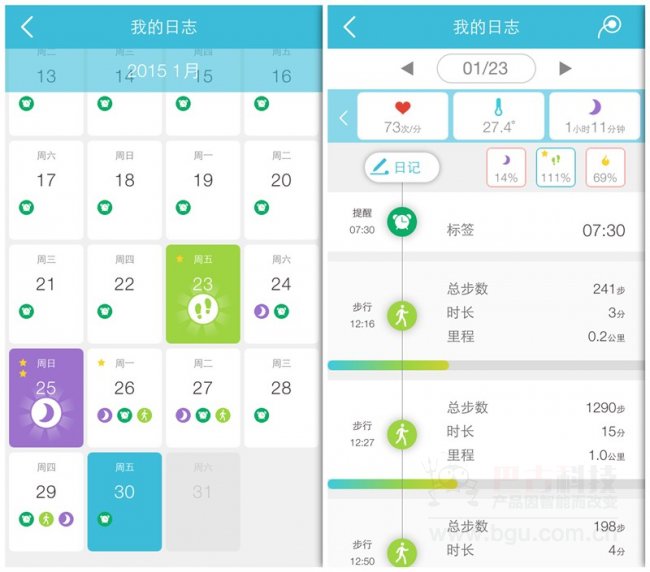 我的日志
周二 周三 周四 周五
13 14 15 16
2015 1月
周六 周日 周一 周二
17 18 19 20
周三 周四 周五 周六
21 22 23 24
周日 周一 周二 周三
25 26 27 28
周四 周五 周六
29 30 31
我的日志
01/23
73次/分 27.4° 1小时11分钟
日记 14% 111% 69%
提醒
07:30 标签 07:30
总步数 241步
步行 时长 3分
12:16 里程 0.2公里
总步数 1290步
步行 时长 15分
12:27 里程 1.0公里
产品因智能而改变
www.bgu.com.cn
总步数 198步
步行 时长 4分
12:50